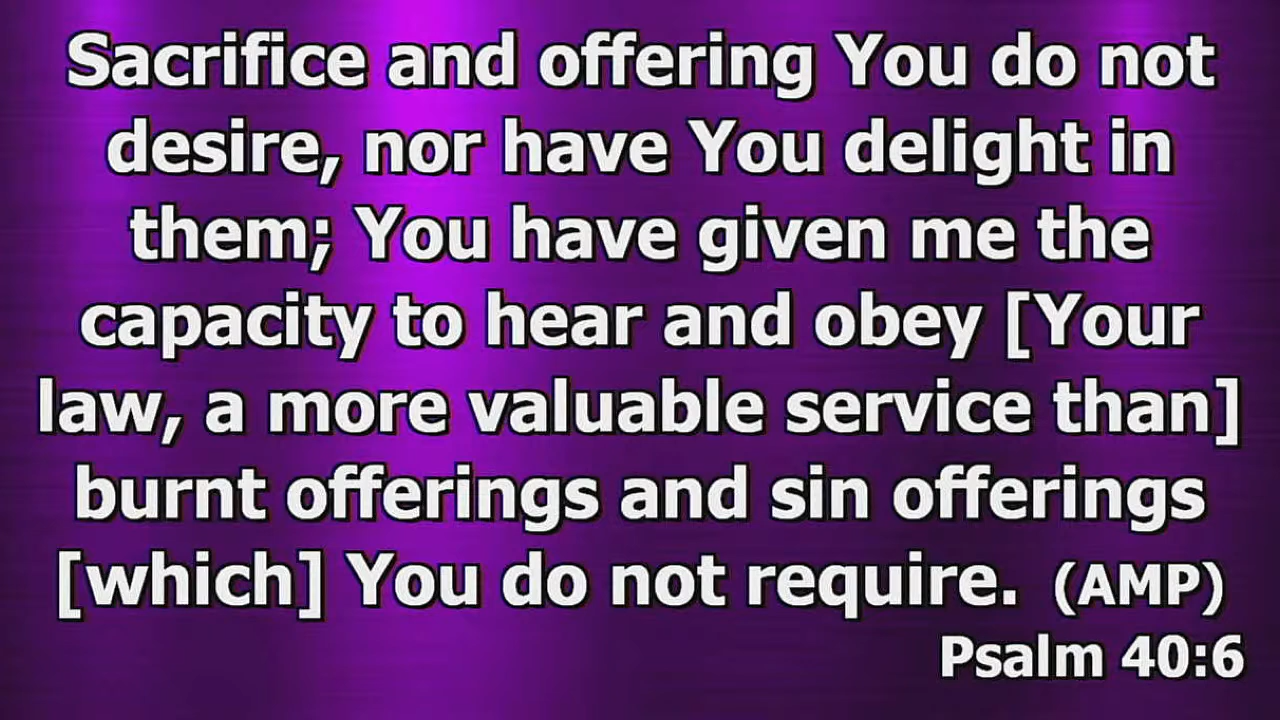 Sacrifice and offering You do not
desire, nor have You delight in
them; You have given me the
capacity to hear and obey [Your
law, a more valuable service than]
burnt offerings and sin offerings
[which] You do not require. (AMP)
Psalm 40:6